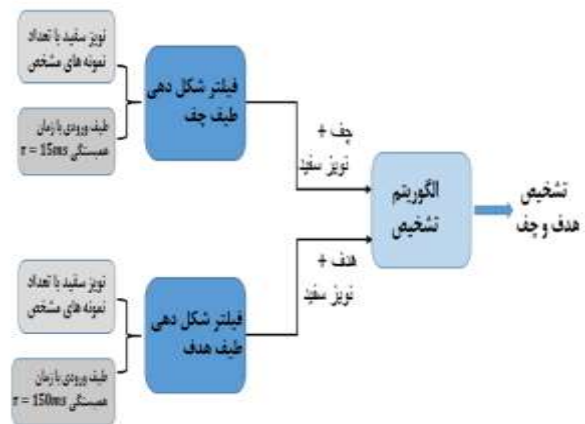 نویز سفید با تعداد
نمونه های مشخص
طیف ورودی با زمان
همبستگی τ = 15ms
فیلتر شکل دهی
طیف چف
چف +
نویز سفید
الگوریتم
تشخیص
تشخیص
هدف و چف
هدف +
نویز سفید
نویز سفید با تعداد
نمونه های مشخص
طیف ورودی با زمان
همبستگی τ = 150ms
فیلتر شکل دهی
طیف هدف